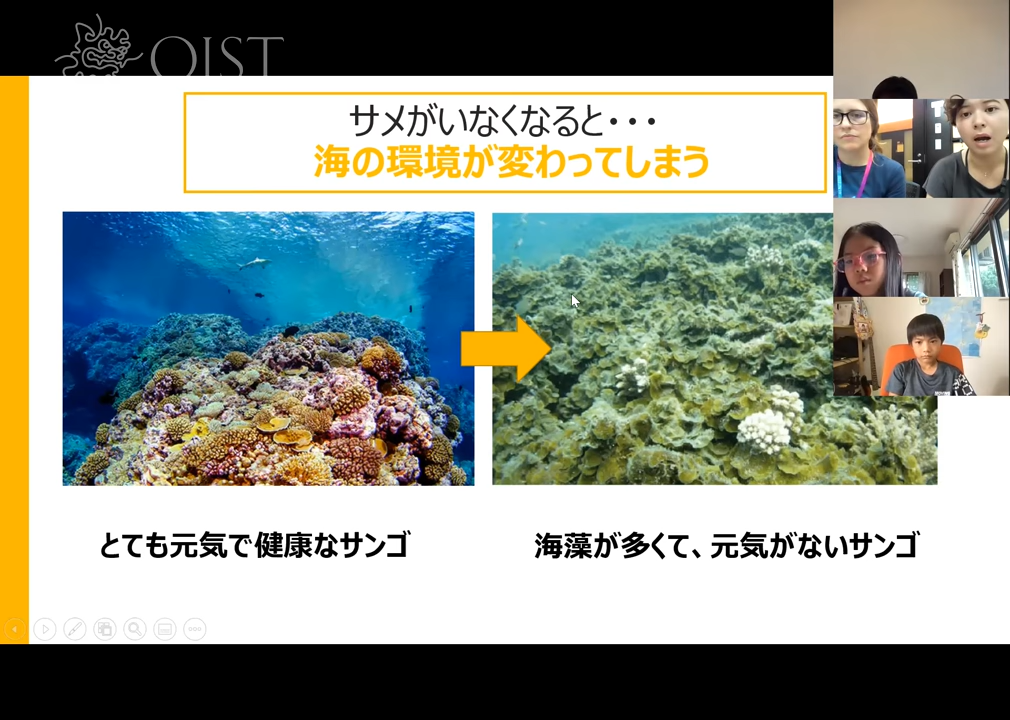 OIST
サメがいなくなると・・・
海の環境が変わってしまう
とても元気で健康なサンゴ
海藻が多くて、元気がないサンゴ